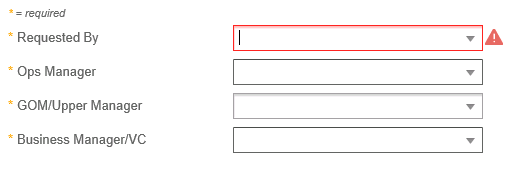 * = required
* Requested By
* Ops Manager
* GOM/Upper Manager
* Business Manager/VC